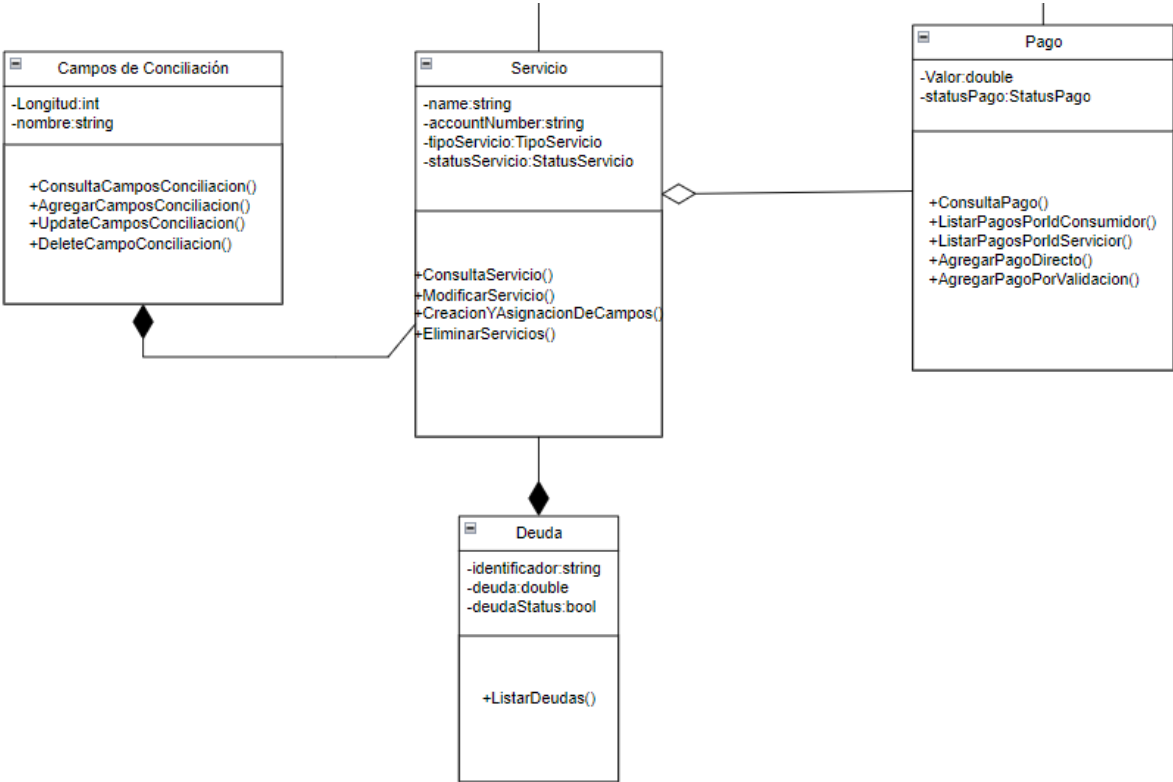 Campos de Conciliación
-Longitud:int
-nombre:string
+ConsultaCamposConciliacion()
+AgregarCamposConciliacion()
+UpdateCamposConciliacion()
+DeleteCampoConciliacion()
Servicio
-name:string
-accountNumber:string
-tipoServicio:TipoServicio
-statusServicio:StatusServicio
+ConsultaServicio()
+ModificarServicio()
+CreacionYAsignacionDeCampos()
+EliminarServicios()
Pago
-Valor:double
-statusPago:StatusPago
+ConsultaPago()
+ListarPagosPorIdConsumidor()
+ListarPagosPorIdServicior()
+AgregarPagoDirecto()
+AgregarPagoPorValidacion()
Deuda
-identificador:string
-deuda:double
-deudaStatus:bool
+ListarDeudas()